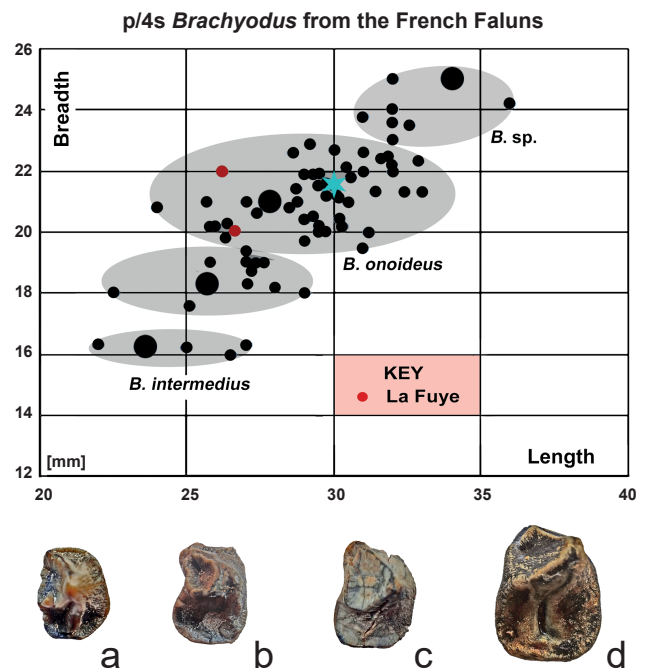 p/4s Brachyodus from the French Faluns
26
Breadth
24
B. sp.
22
20
B. onoideus
18
16
B. intermedius
KEY
La Fuye
14
[mm]
Length
12
20 25 30 35 40
a b c d